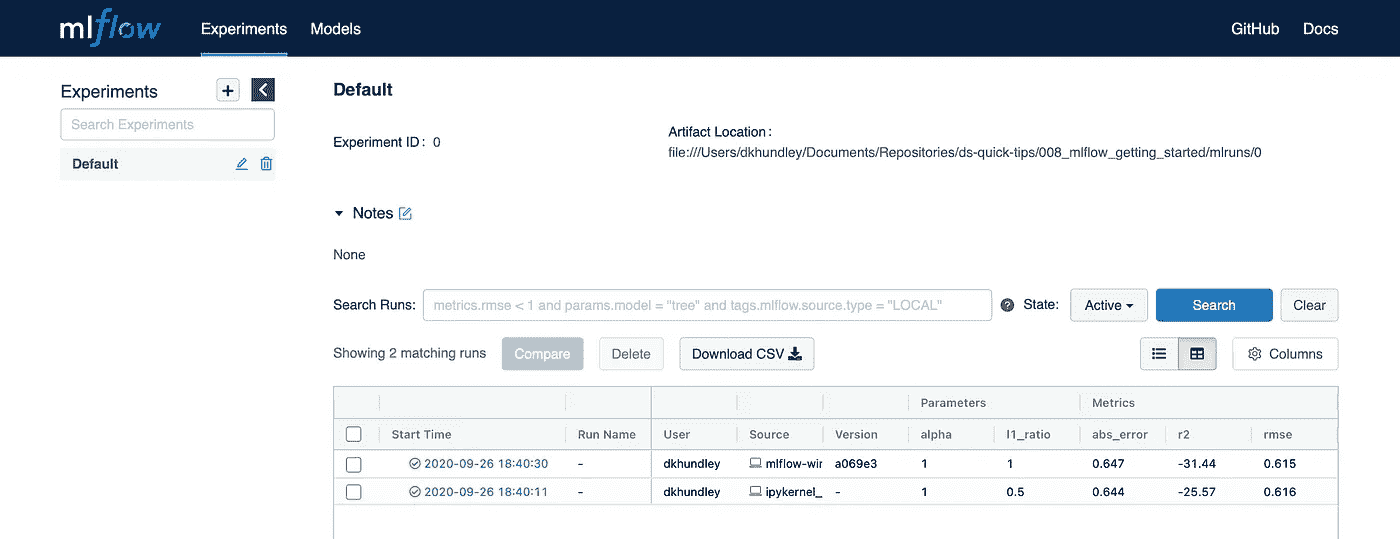 mlflow Experiments Models GitHub Docs
Experiments +
Search Experiments
Default
Default
Experiment ID: 0
Artifact Location:
file:///Users/dkhundley/Documents/Repositories/ds-quick-tips/008_mlflow_getting_started/mlruns/0
Notes
None
Search Runs: metrics.rmse < 1 and params.model = "tree" and tags.mlflow.source.type = "LOCAL" ? State: Active Search Clear
Showing 2 matching runs Compare Delete Download CSV Columns
Parameters Metrics
Start Time Run Name User Source Version alpha l1_ratio abs_error r2 rmse
2020-09-26 18:40:30 - dkhundley mlflow-wir a069e3 1 1 0.647 -31.44 0.615
2020-09-26 18:40:11 - dkhundley ipykernel_ - 1 0.5 0.644 -25.57 0.616